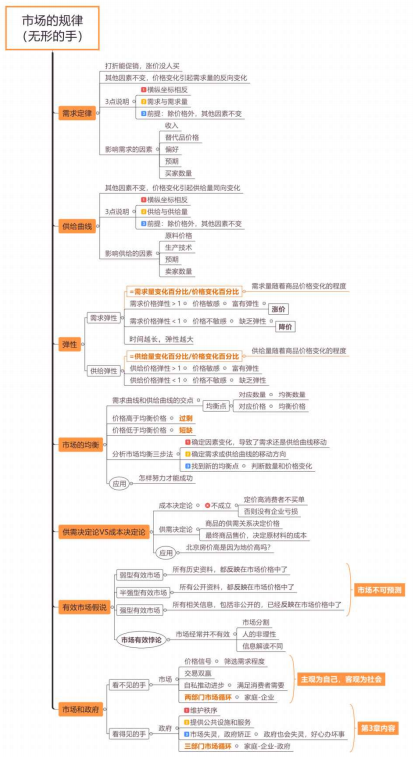 市场的规律
（无形的手）
需求定律
打折能促销，涨价没人买
其他因素不变，价格变化引起需求量的反向变化
3点说明
1横纵坐标相反
2需求与需求量
3前提：除价格外，其他因素不变
影响需求的因素
收入
替代品价格
偏好
预期
买家数量
供给曲线
其他因素不变，价格变化引起供给量同向变化
3点说明
1横纵坐标相反
2供给与供给量
3前提：除价格外，其他因素不变
影响供给的因素
原料价格
生产技术
预期
卖家数量
弹性
需求弹性
=需求量变化百分比/价格变化百分比
需求量随着商品价格变化的程度
需求价格弹性>1 价格敏感 富有弹性
涨价
需求价格弹性<1 价格不敏感 缺乏弹性
降价
时间越长，弹性越大
供给弹性
=供给量变化百分比/价格变化百分比
供给量随着商品价格变化的程度
供给价格弹性>1 价格敏感 富有弹性
供给价格弹性<1 价格不敏感 缺乏弹性
市场的均衡
需求曲线和供给曲线的交点
均衡点
对应数量 均衡数量
对应价格 均衡价格
价格高于均衡价格 过剩
价格低于均衡价格 短缺
分析市场均衡三步法
1确定因素变化，导致了需求还是供给曲线移动
2确定需求或供给曲线的移动方向
3找到新的均衡点 判断数量和价格变化
应用
怎样努力才能成功
供需决定论VS成本决定论
成本决定论
不成立
定价高消费者不买单
否则没有企业亏损
供需决定论
商品的供需关系决定价格
最终商品售价，决定原材料的成本
应用
北京房价高是因为地价高吗？
有效市场假说
弱型有效市场
所有历史资料，都反映在市场价格中了
半强型有效市场
所有公开资料，都反映在市场价格中了
强型有效市场
所有相关信息，包括非公开的，已经反映在市场价格中了
市场不可预测
市场有效悖论
市场经常并不有效
市场分割
人的非理性
信息解读不同
市场和政府
看不见的手
市场
价格信号 筛选需求程度
交易双赢
自私推动进步 满足消费者需要
两部门市场循环 家庭-企业
主观为自己，客观为社会
看得见的手
政府
1维护秩序
2提供公共设施和服务
3市场失灵，政府矫正 政府也会失灵，好心办坏事
三部门市场循环 家庭-企业-政府
第3章内容